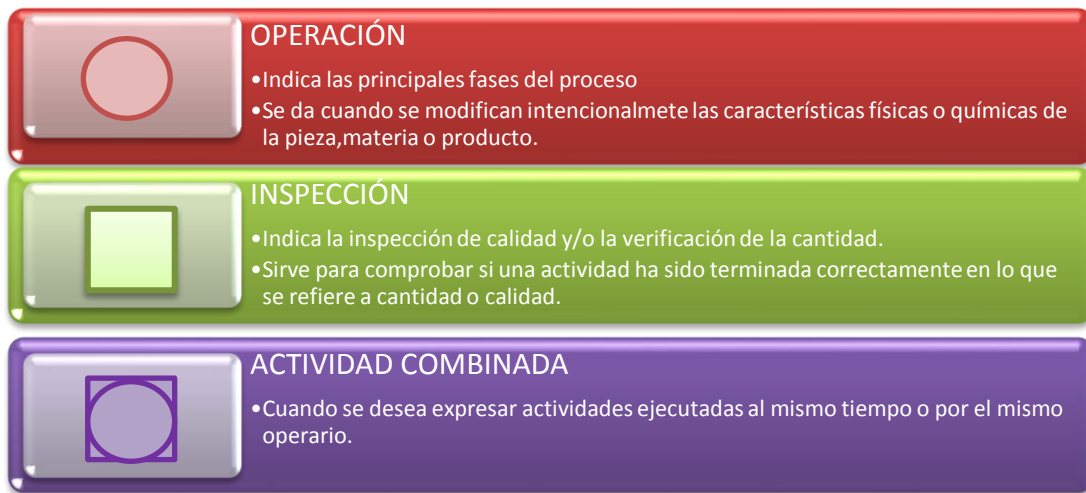 OPERACIÓN
•Indica las principales fases del proceso
•Se da cuando se modifican intencionalmete las características físicas o químicas de
la pieza,materia o producto.
INSPECCIÓN
•Indica la inspección de calidad y/o la verificación de la cantidad.
•Sirve para comprobar si una actividad ha sido terminada correctamente en lo que
se refiere a cantidad o calidad.
ACTIVIDAD COMBINADA
•Cuando se desea expresar actividades ejecutadas al mismo tiempo o por el mismo
operario.